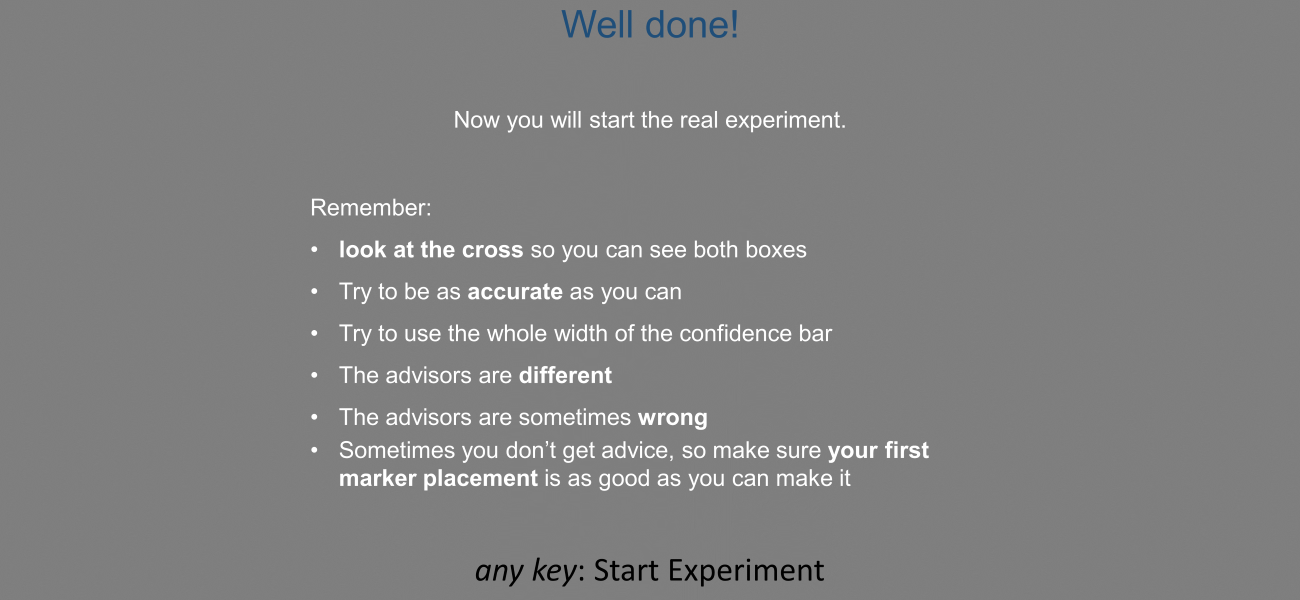 Well done!
Now you will start the real experiment.
Remember:
• look at the cross so you can see both boxes
• Try to be as accurate as you can
• Try to use the whole width of the confidence bar
• The advisors are different
• The advisors are sometimes wrong
• Sometimes you don’t get advice, so make sure your first
marker placement is as good as you can make it
any key: Start Experiment